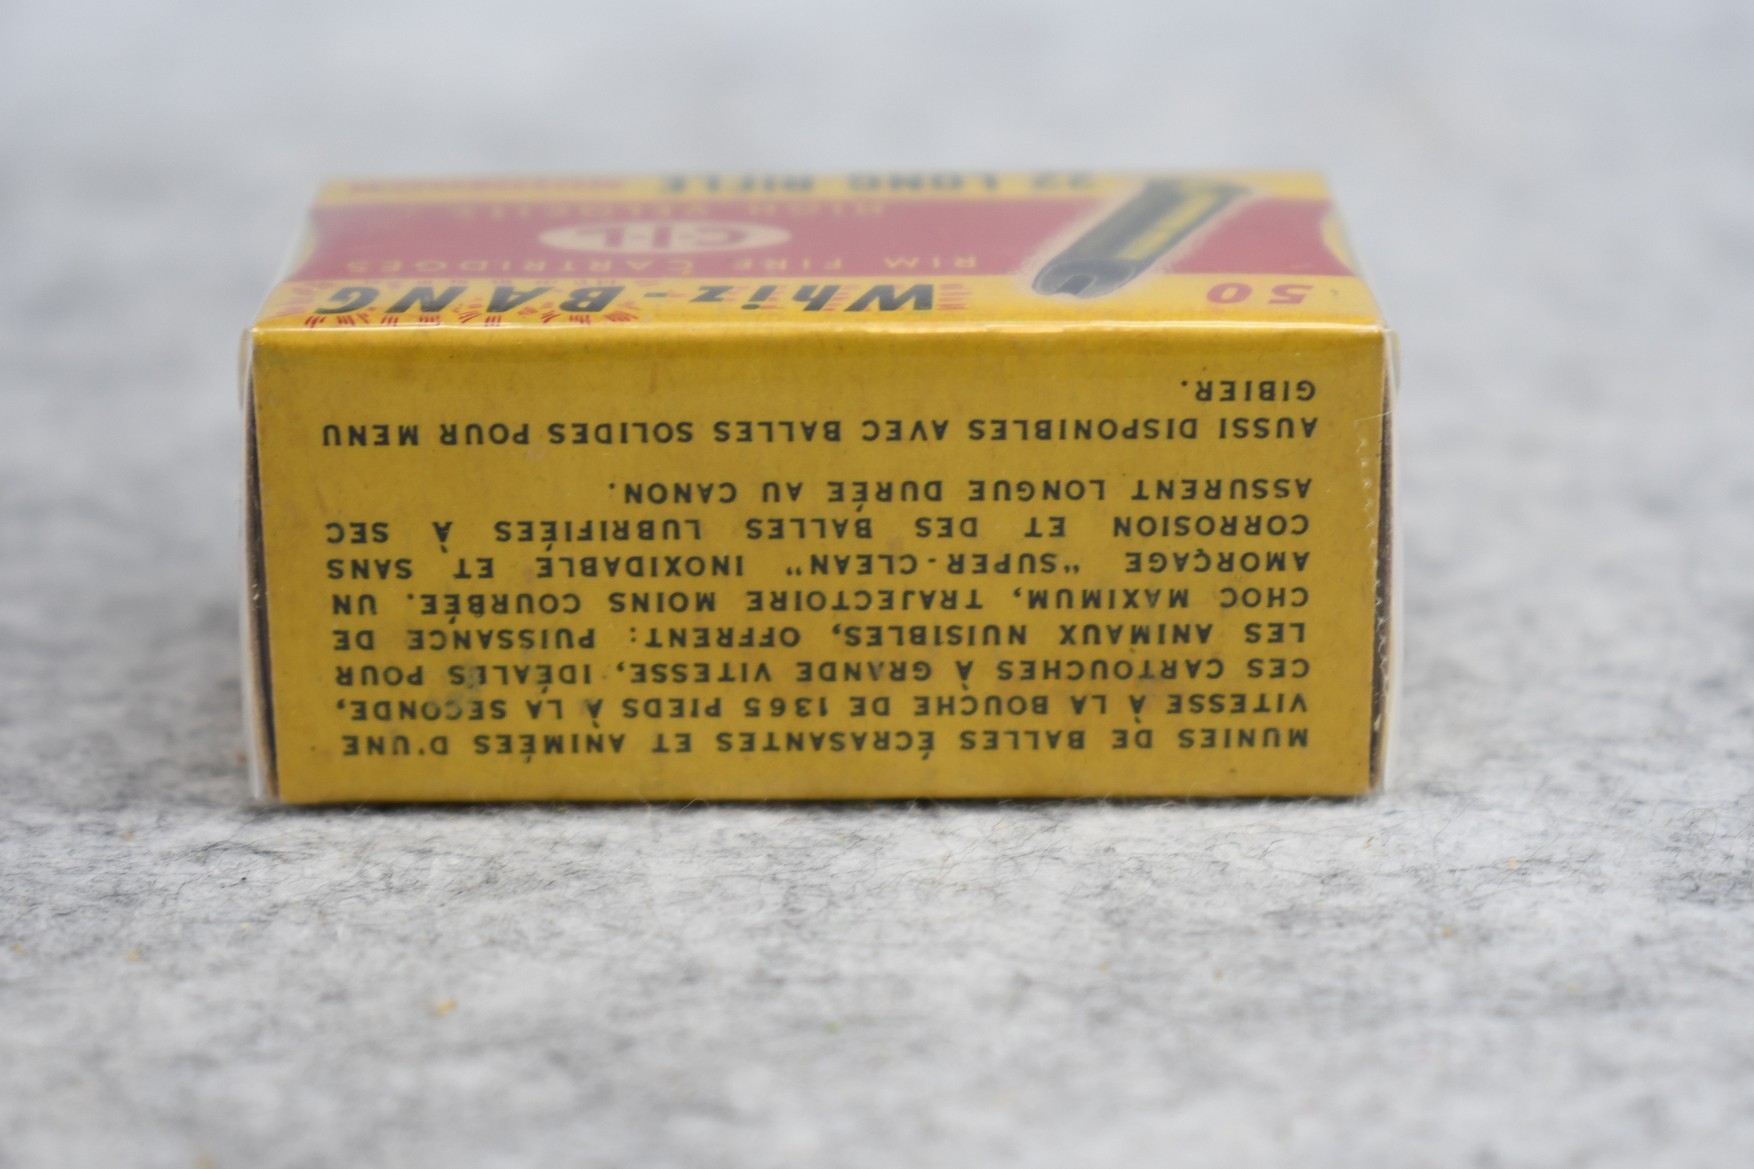 MUNIES DE BALLES ÉCRASANTES ET ANIMÉES D'UNE
VITESSE À LA BOUCHE DE 1365 PIEDS À LA SECONDE,
CES CARTOUCHES À GRANDE VITESSE, IDÉALES POUR
LES ANIMAUX NUISIBLES, OFFRENT: PUISSANCE DE
CHOC MAXIMUM, TRAJECTOIRE MOINS COURBÉE. UN
AMORÇAGE "SUPER-CLEAN" INOXIDABLE ET SANS
CORROSION ET DES BALLES LUBRIFIÉES À SEC
ASSURENT LONGUE DURÉE AU CANON.
AUSSI DISPONIBLES AVEC BALLES SOLIDES POUR MENU
GIBIER.
50 Whiz-BANG
RIM FIRE CARTRIDGES
C-I-L
HIGH VELOCITY
22 LONG RIFLE